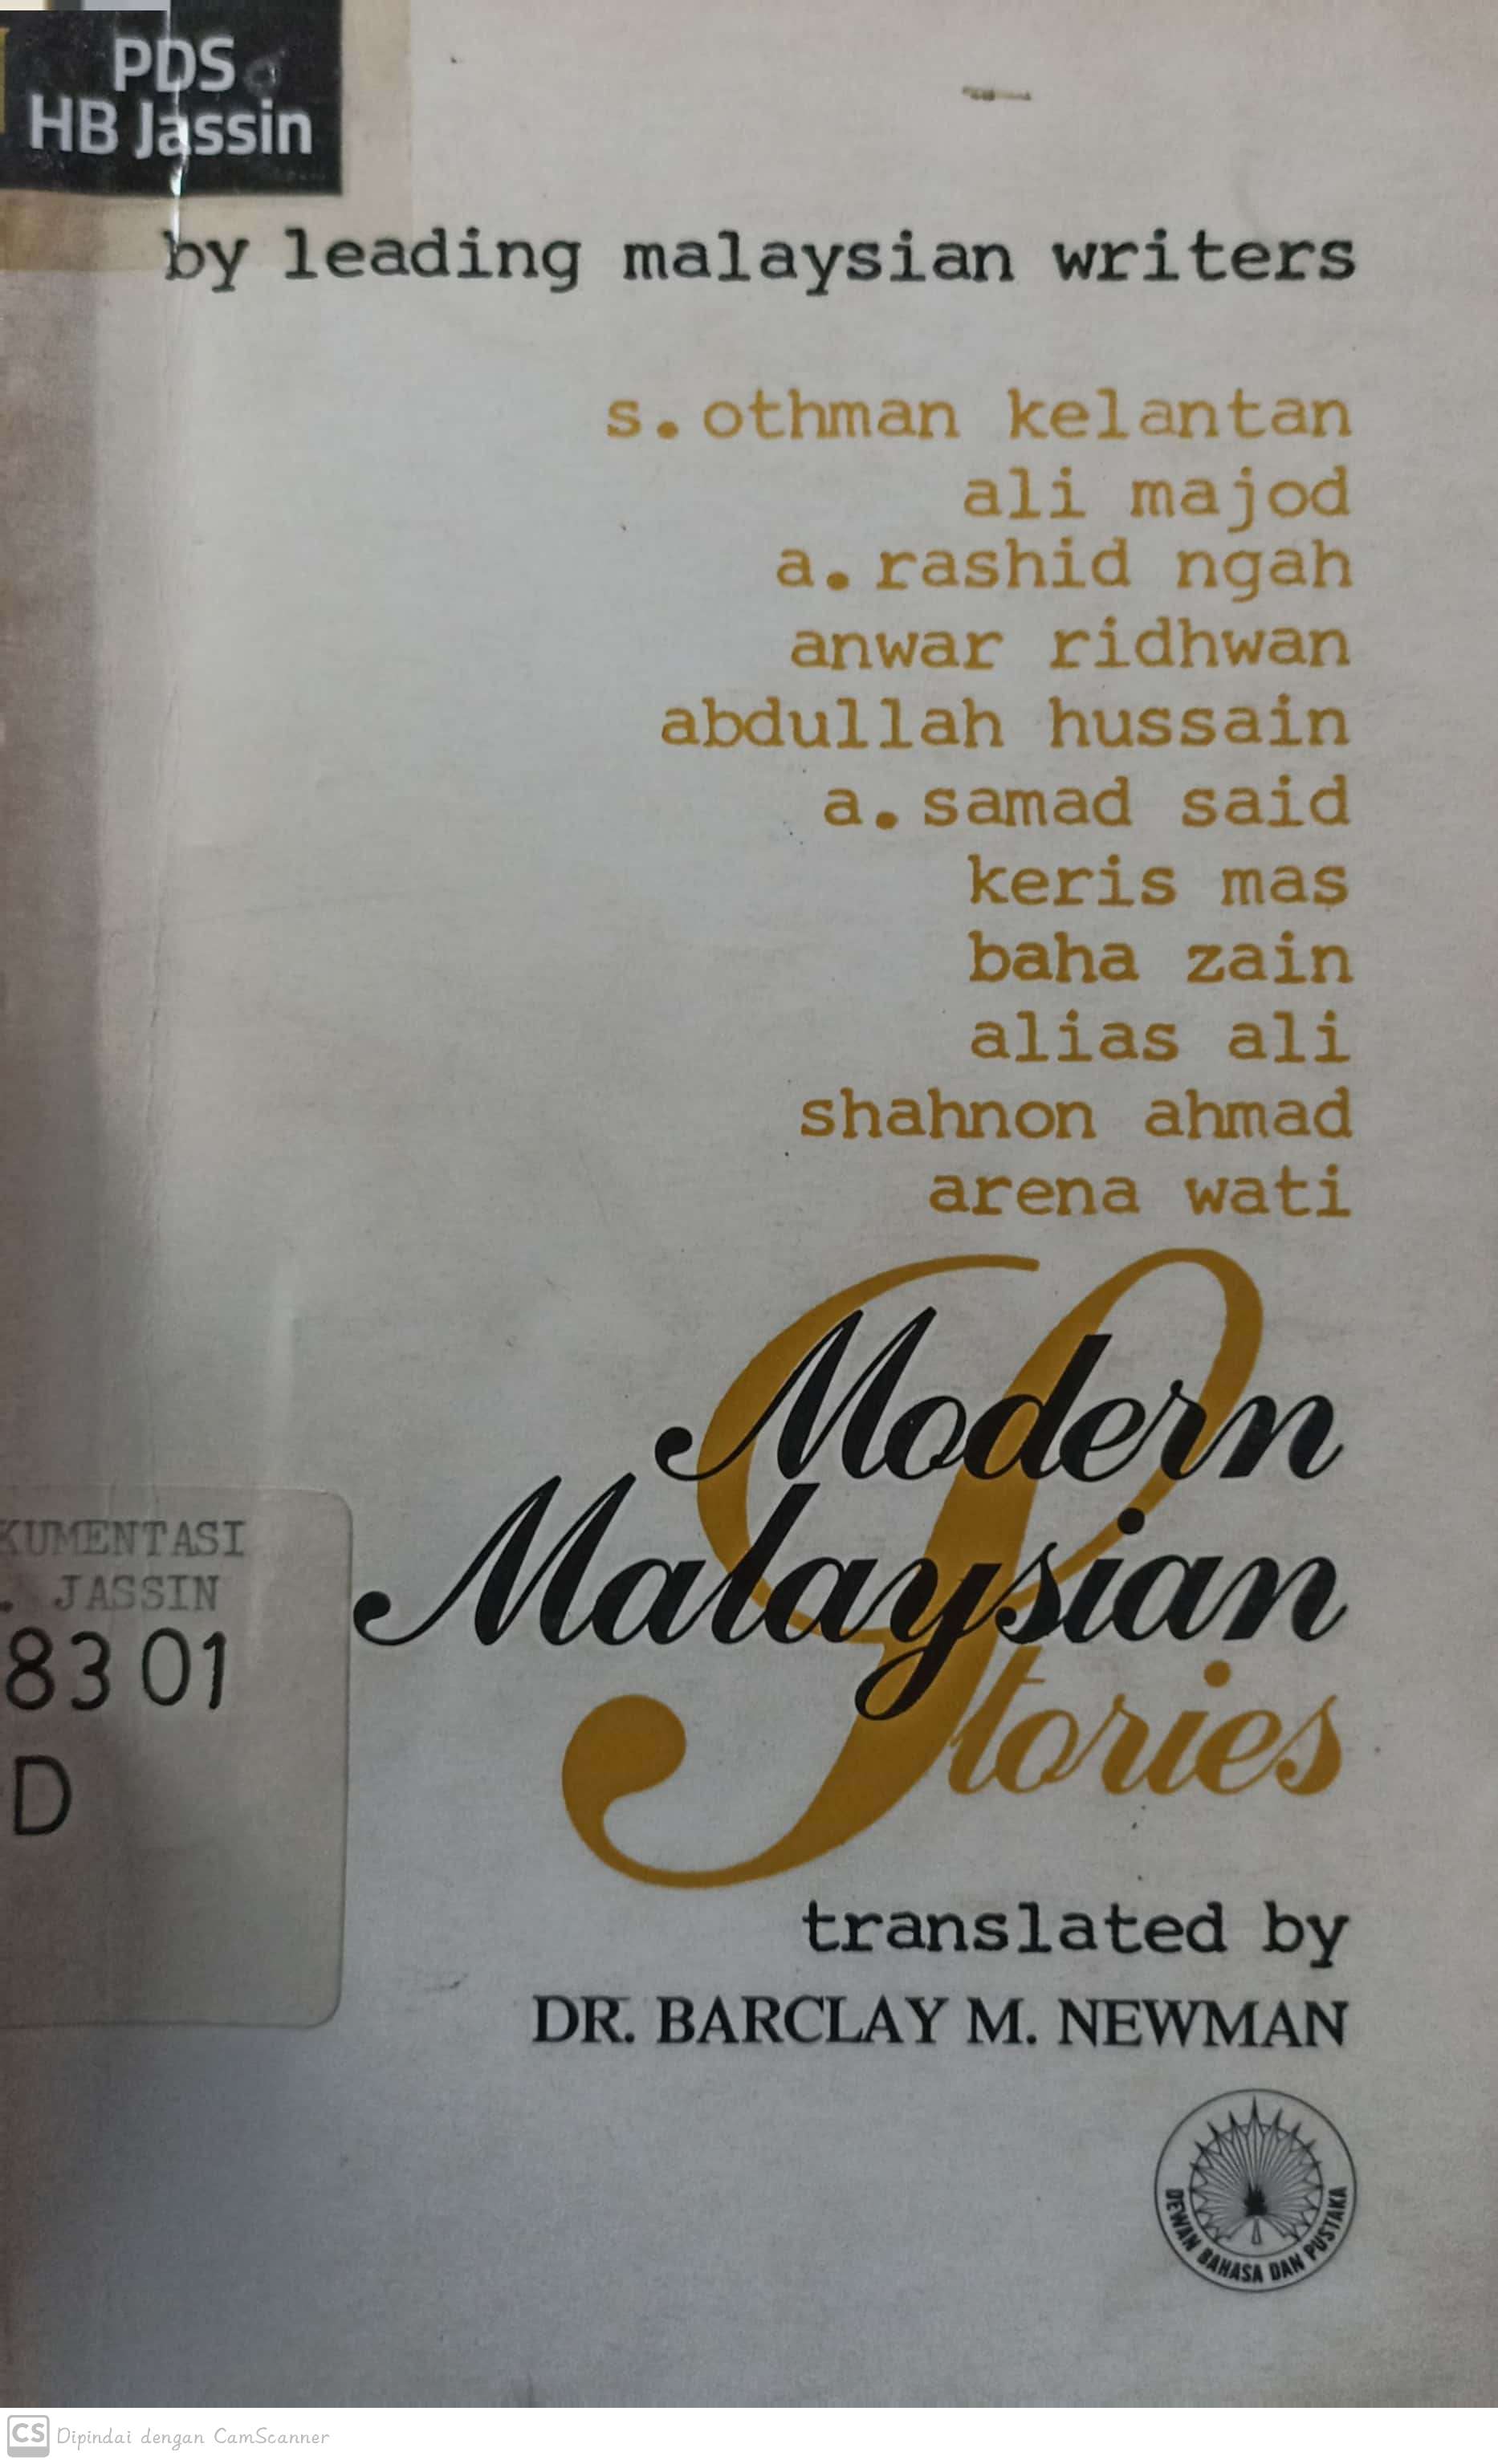 PDS
HB Jassin
by leading malaysian writers
s. othman kelantan
ali majod
a. rashid ngah
anwar ridhwan
abdullah hussain
a. samad said
keris mas
baha zain
alias ali
shahnon ahmad
arena wati
Modern
Malaysian
Stories
KUMENTASI
. JASSIN
8301
D
translated by
DR. BARCLAY M. NEWMAN
DEWAN BAHASA DAN PUSTAKA
CS Dipindai dengan CamScanner